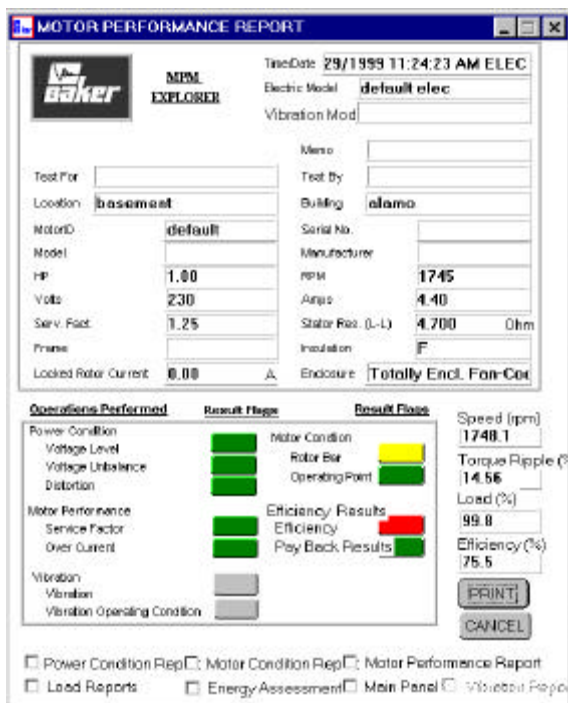 MOTOR PERFORMANCE REPORT
Baker
MPM
EXPLORER
Time/Date 29/1999 11:24:23 AM ELEC
Electric Model default elec
Vibration Mod
Memo
Test For
Test By
Location basement
Building alamo
MotorID default
Serial No.
Model
Manufacturer
HP 1.00
RPM 1745
Volts 230
Amps 4.40
Serv. Fact. 1.25
Stator Res. (L-L) 4.700 Ohm
Frame
Insulation F
Locked Rotor Current 0.00 A
Enclosure Totally Encl. Fan-Coo
Operations Performed Result Flags Result Flags
Power Condition
Voltage Level
Voltage Unbalance
Distortion
Motor Performance
Service Factor
Over Current
Vibration
Vibration
Vibration Operating Condition
Motor Condtion
Rotor Bar
Operating Point
Efficiency Results
Efficiency
Pay Back Results
Speed (rpm)
1748.1
Torque Ripple (%
14.56
Load (%)
99.8
Efficiency (%)
75.5
PRINT
CANCEL
Power Condition Rep Motor Condition Rep Motor Performance Report
Load Reports Energy Assessment Main Panel Vibration Repo